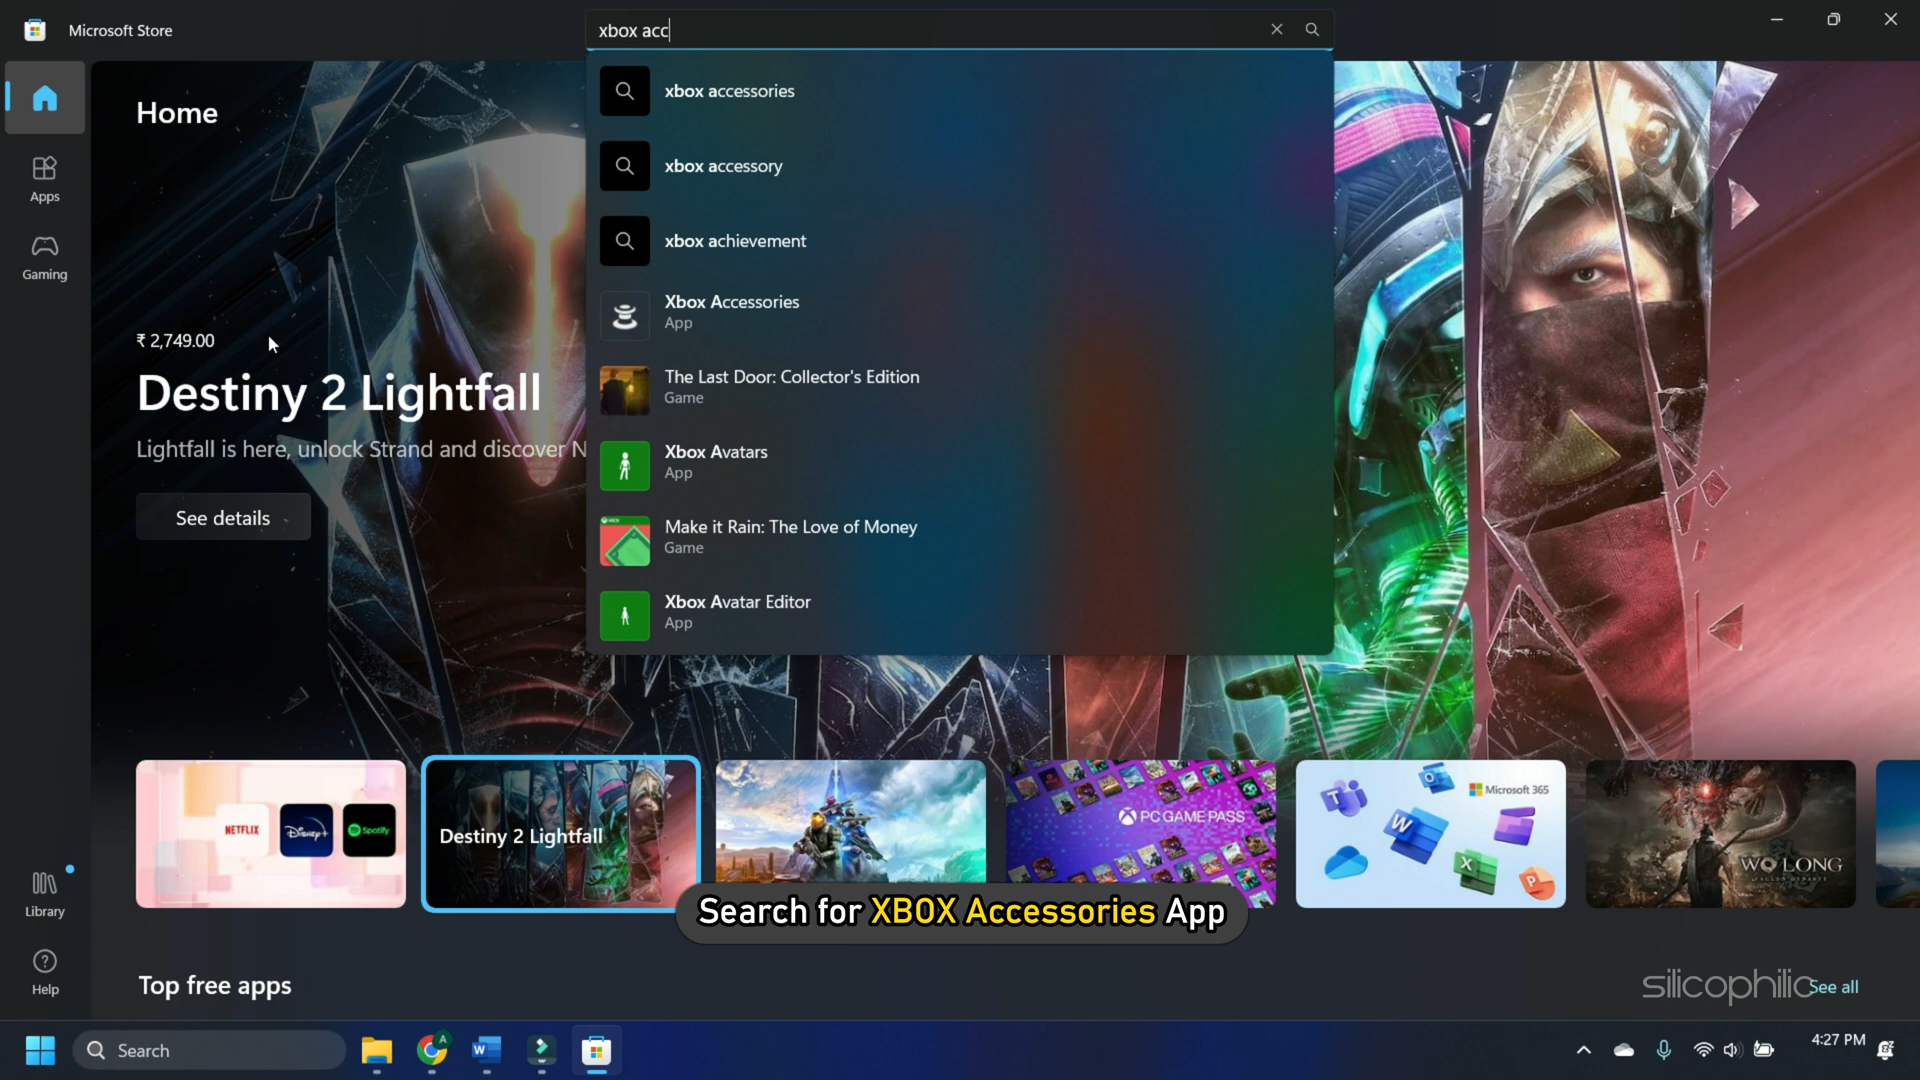 Microsoft Store
xbox acc
xbox accessories
xbox accessory
xbox achievement
Xbox Accessories
App
The Last Door: Collector's Edition
Game
Xbox Avatars
App
Make it Rain: The Love of Money
Game
Xbox Avatar Editor
App
Home
Apps
Gaming
₹ 2,749.00
Destiny 2 Lightfall
Lightfall is here, unlock Strand and discover N
See details
NETFLIX
Disney+
Spotify
Destiny 2 Lightfall
PC GAME PASS
Microsoft 365
WO LONG
FALLEN DYNASTY
Search for XBOX Accessories App
Library
Help
Top free apps
silicophilic
See all
Search
4:27 PM